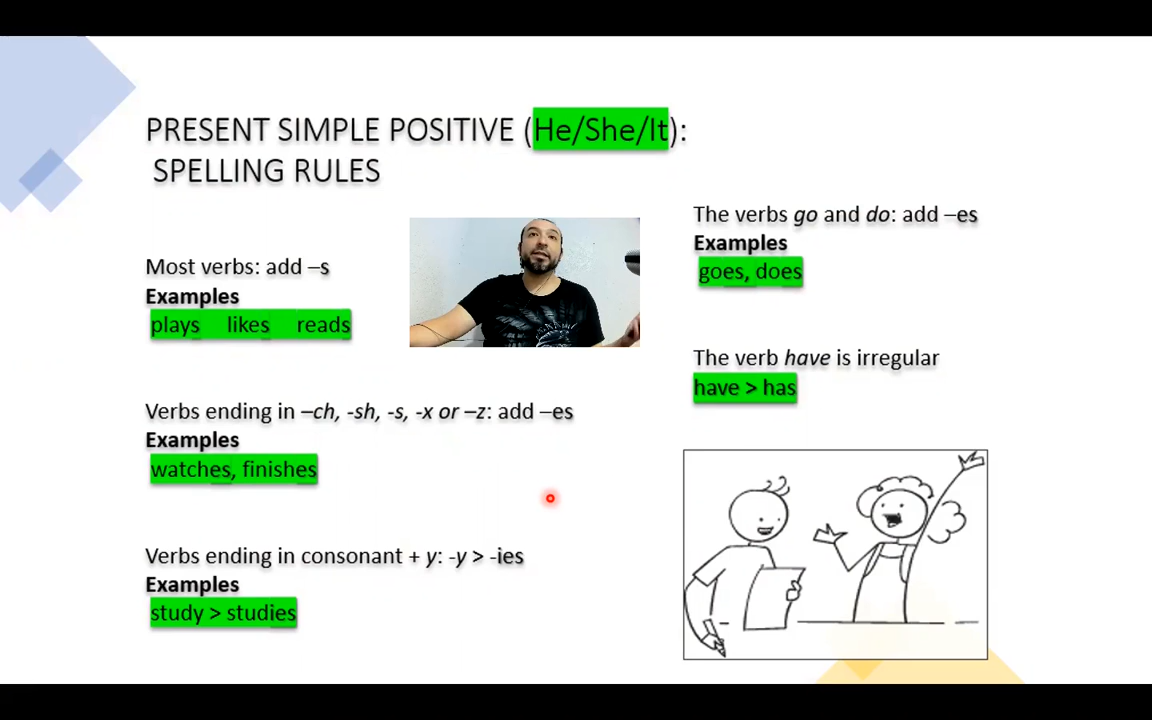 PRESENT SIMPLE POSITIVE (He/She/It):
SPELLING RULES
Most verbs: add –s
Examples
plays likes reads
Verbs ending in –ch, -sh, -s, -x or –z: add –es
Examples
watches, finishes
Verbs ending in consonant + y: -y > -ies
Examples
study > studies
The verbs go and do: add –es
Examples
goes, does
The verb have is irregular
have > has